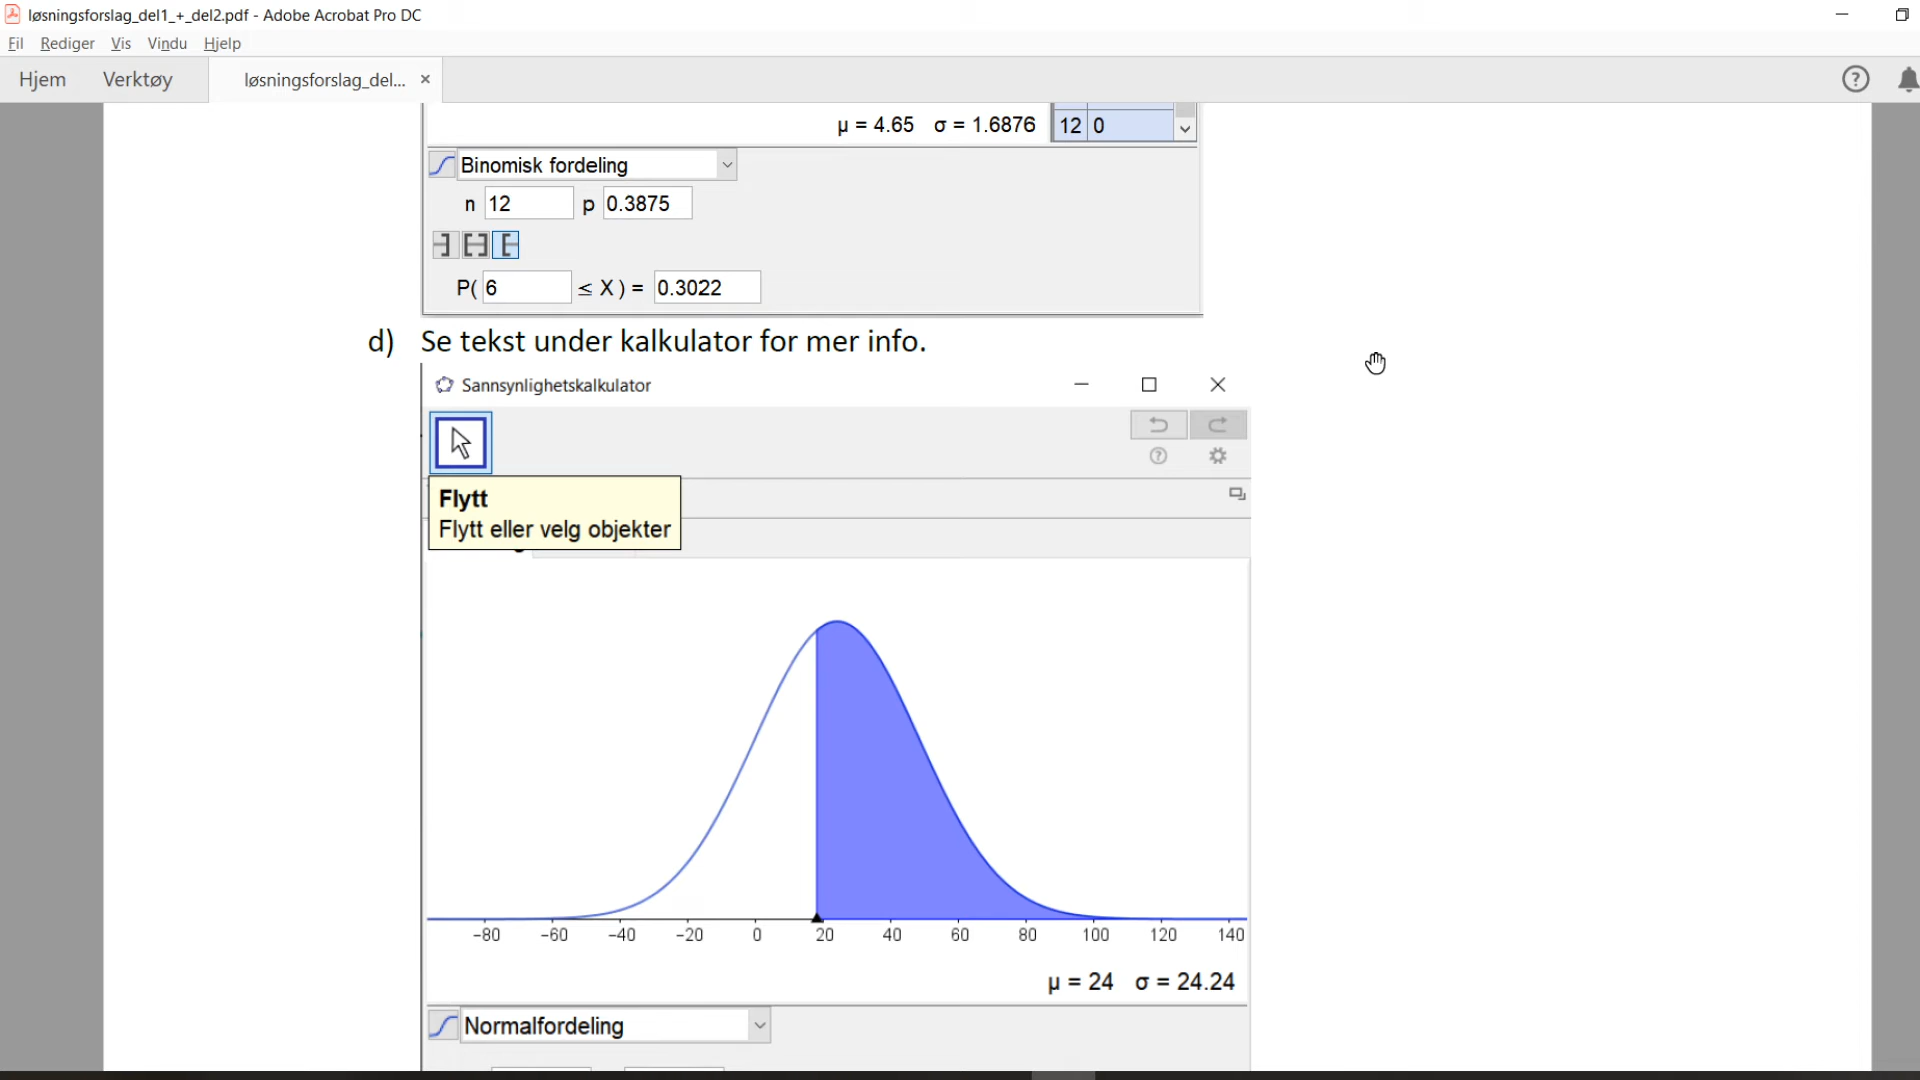 løsningsforslag_del1_+_del2.pdf - Adobe Acrobat Pro DC
Fil Rediger Vis Vindu Hjelp
Hjem Verktøy løsningsforslag_del... ×
μ = 4.65 σ = 1.6876 12 0
Binomisk fordeling
n 12 p 0.3875
P( 6 ≤ X ) = 0.3022
d) Se tekst under kalkulator for mer info.
Sannsynlighetskalkulator
Flytt
Flytt eller velg objekter
-80 -60 -40 -20 0 20 40 60 80 100 120 140
μ = 24 σ = 24.24
Normalfordeling